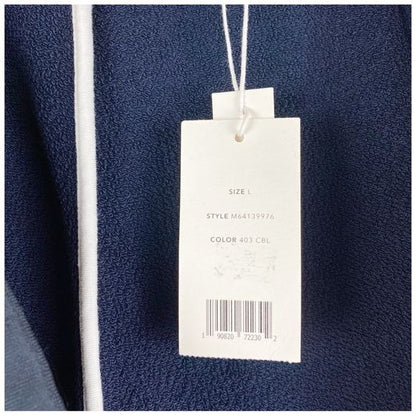 SIZE L
STYLE M64139976
COLOR 403 CBL
1 90820 72230 2